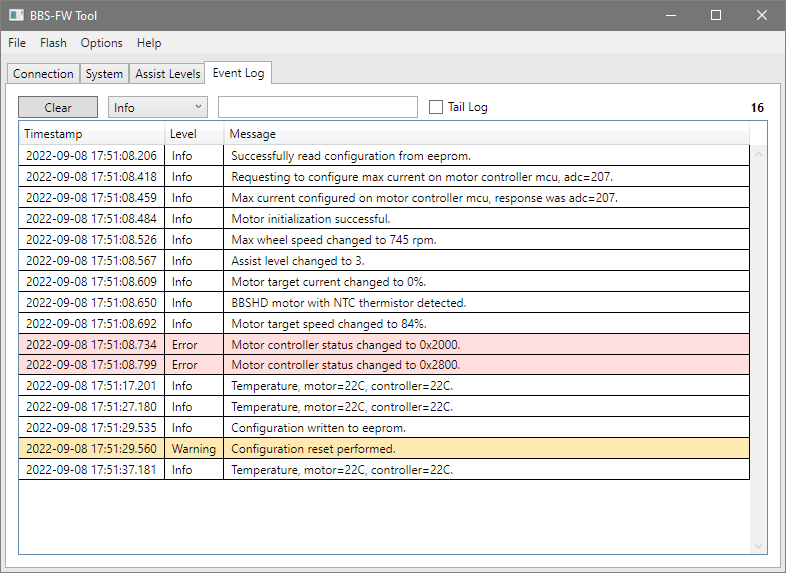 BBS-FW Tool
File Flash Options Help
Connection System Assist Levels Event Log
Clear Info Tail Log 16
Timestamp Level Message
2022-09-08 17:51:08.206 Info Successfully read configuration from eeprom.
2022-09-08 17:51:08.418 Info Requesting to configure max current on motor controller mcu, adc=207.
2022-09-08 17:51:08.459 Info Max current configured on motor controller mcu, response was adc=207.
2022-09-08 17:51:08.484 Info Motor initialization successful.
2022-09-08 17:51:08.526 Info Max wheel speed changed to 745 rpm.
2022-09-08 17:51:08.567 Info Assist level changed to 3.
2022-09-08 17:51:08.609 Info Motor target current changed to 0%.
2022-09-08 17:51:08.650 Info BBSHD motor with NTC thermistor detected.
2022-09-08 17:51:08.692 Info Motor target speed changed to 84%.
2022-09-08 17:51:08.734 Error Motor controller status changed to 0x2000.
2022-09-08 17:51:08.799 Error Motor controller status changed to 0x2800.
2022-09-08 17:51:17.201 Info Temperature, motor=22C, controller=22C.
2022-09-08 17:51:27.180 Info Temperature, motor=22C, controller=22C.
2022-09-08 17:51:29.535 Info Configuration written to eeprom.
2022-09-08 17:51:29.560 Warning Configuration reset performed.
2022-09-08 17:51:37.181 Info Temperature, motor=22C, controller=22C.